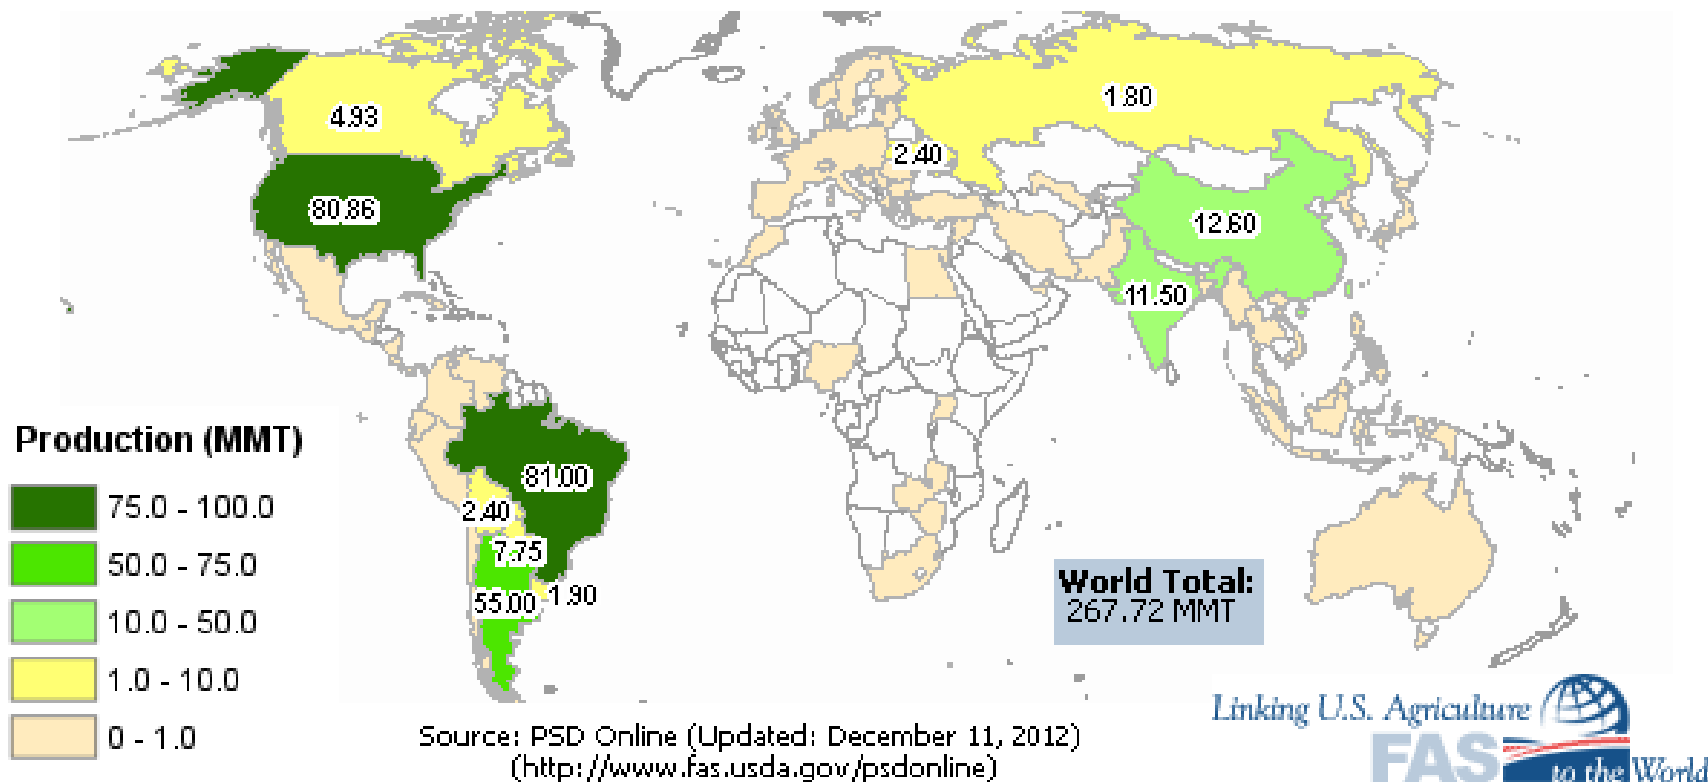 4.93
1.80
2.40
80.86
12.60
11.50
81.00
2.40
7.75
55.00
1.90
Production (MMT)
75.0 - 100.0
50.0 - 75.0
10.0 - 50.0
1.0 - 10.0
0 - 1.0
World Total:
267.72 MMT
Source: PSD Online (Updated: December 11, 2012)
(http://www.fas.usda.gov/psdonline)
Linking U.S. Agriculture
FAS
to the World